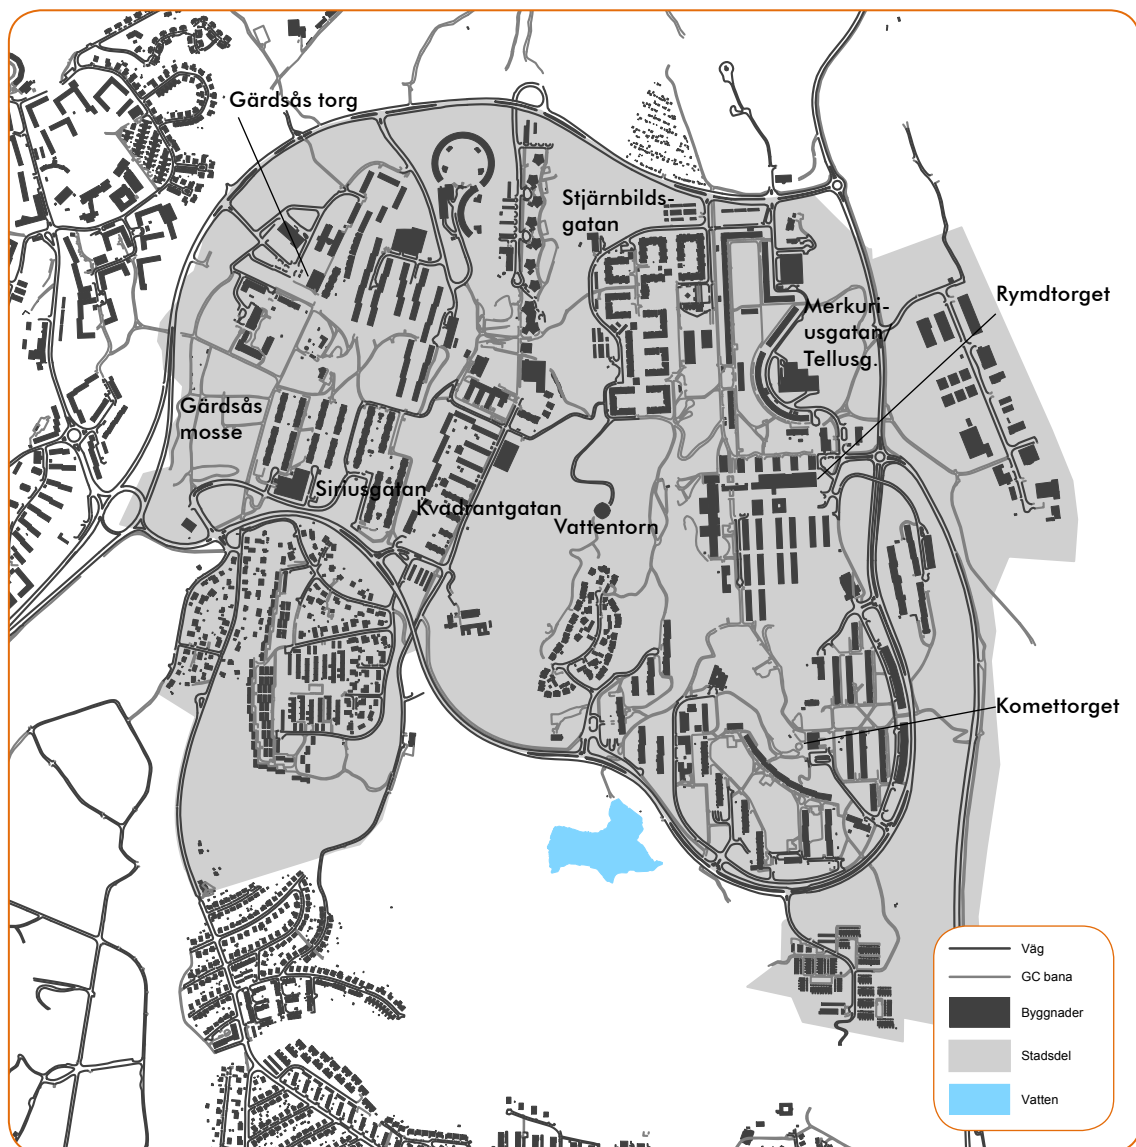 Gärdsås torg
Stjärnbilds-
gatan
Rymdtorget
Merkuri-
usgatan/
Tellusg.
Gärdsås
mosse
Siriusgatan
Kvadrantgatan
Vattentorn
Komettorget
Väg
GC bana
Byggnader
Stadsdel
Vatten